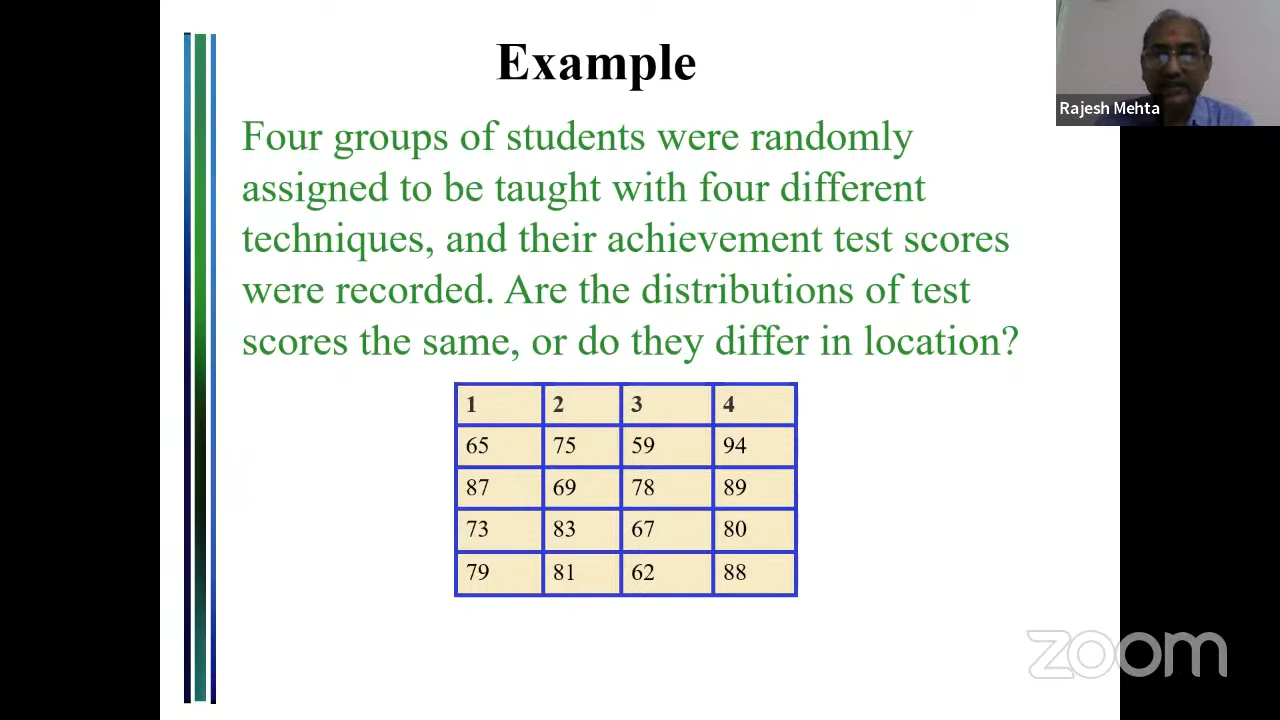 Example
Rajesh Mehta
Four groups of students were randomly
assigned to be taught with four different
techniques, and their achievement test scores
were recorded. Are the distributions of test
scores the same, or do they differ in location?
1 2 3 4
65 75 59 94
87 69 78 89
73 83 67 80
79 81 62 88
zoom